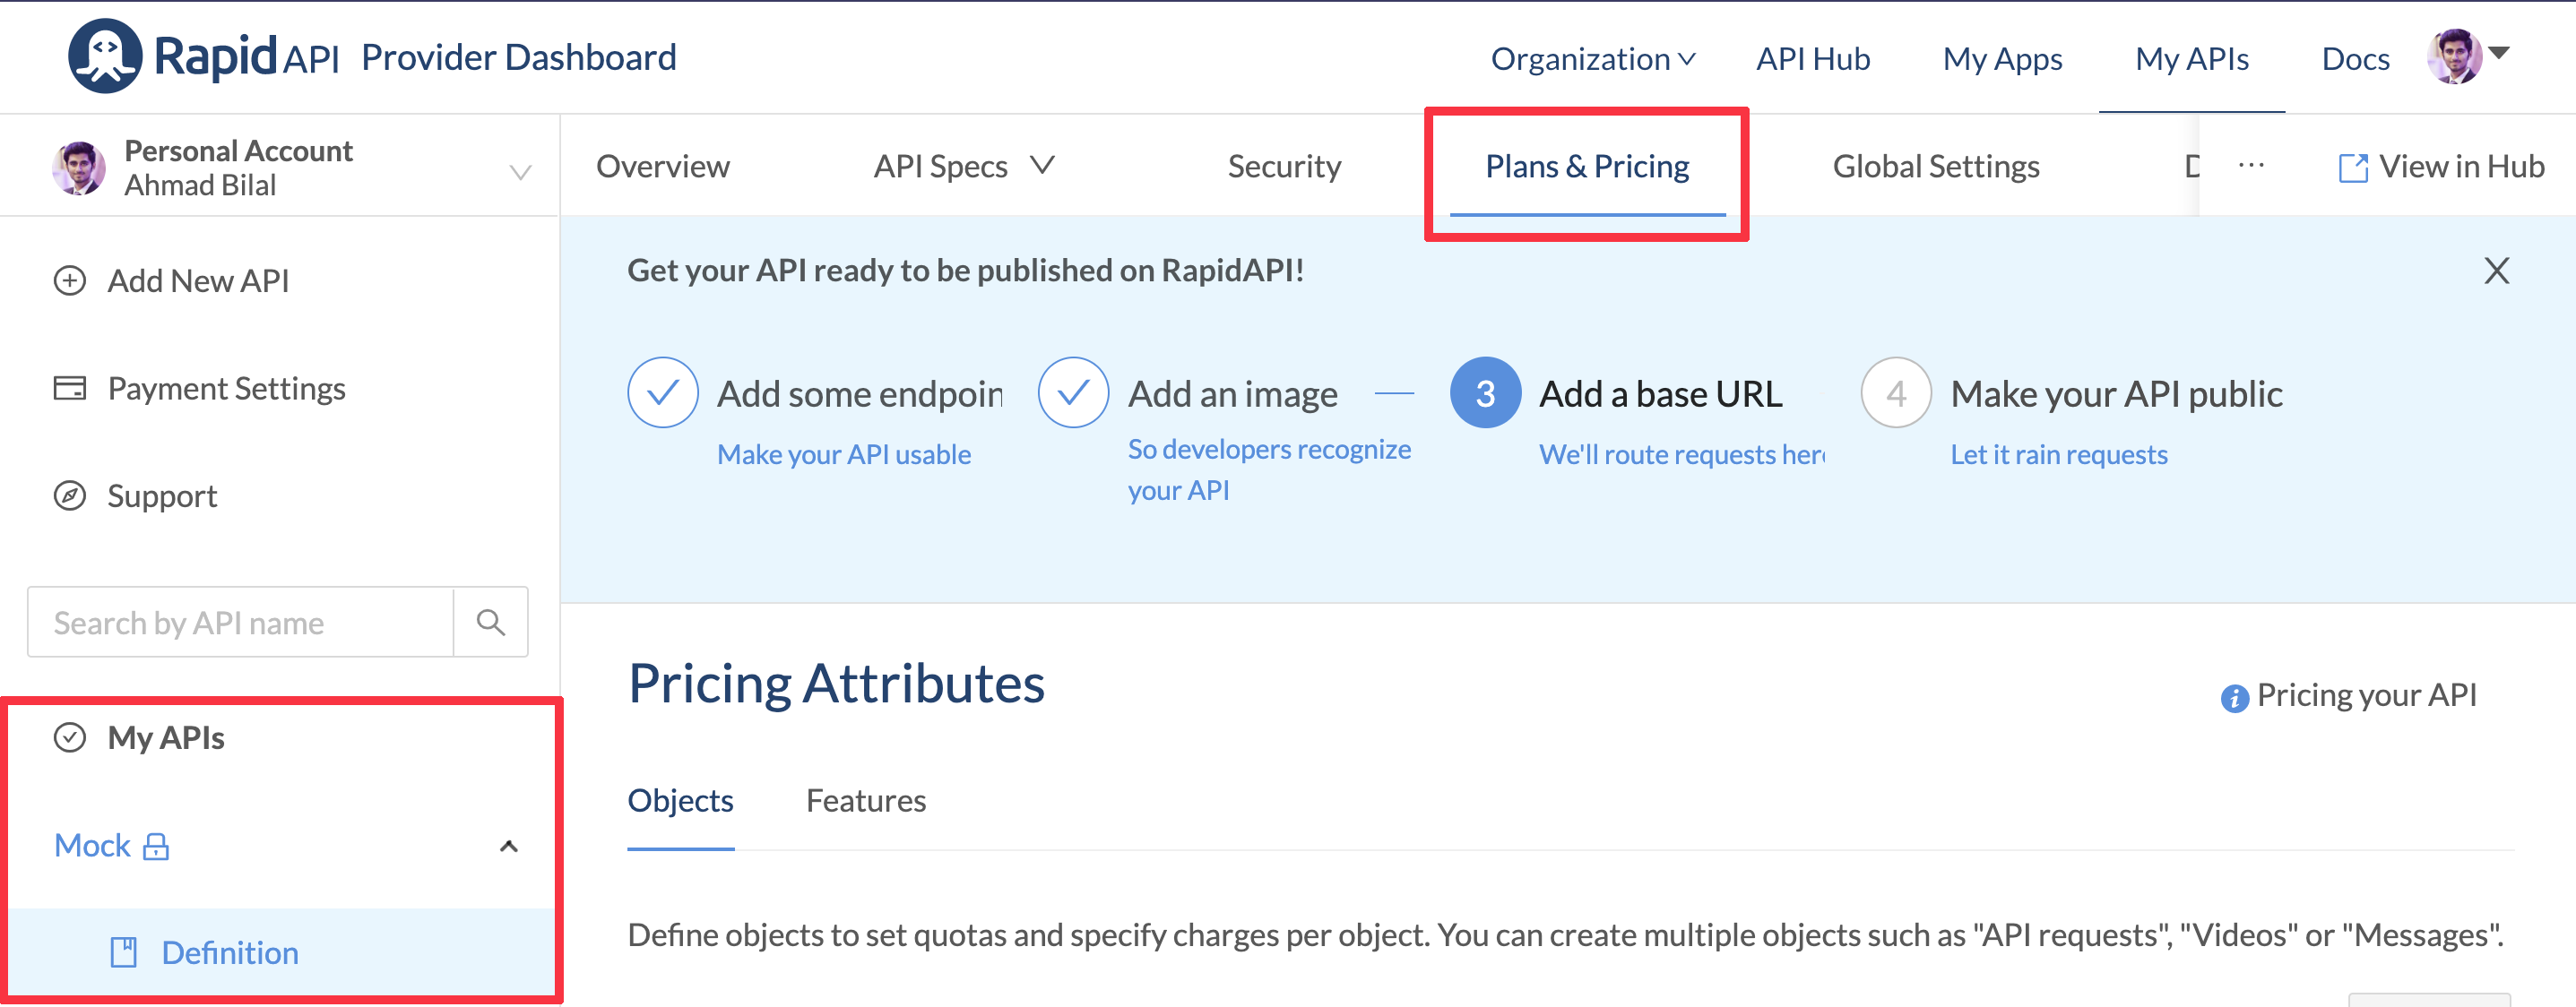 Rapid API Provider Dashboard
Organization
API Hub
My Apps
My APIs
Docs
Personal Account
Ahmad Bilal
Overview
API Specs
Security
Plans & Pricing
Global Settings
D
...
View in Hub
Add New API
Payment Settings
Support
Search by API name
My APIs
Mock
Definition
Get your API ready to be published on RapidAPI!
X
Add some endpoin
Make your API usable
Add an image
So developers recognize
your API
3
Add a base URL
We'll route requests here
4
Make your API public
Let it rain requests
Pricing Attributes
Pricing your API
Objects
Features
Define objects to set quotas and specify charges per object. You can create multiple objects such as "API requests", "Videos" or "Messages".